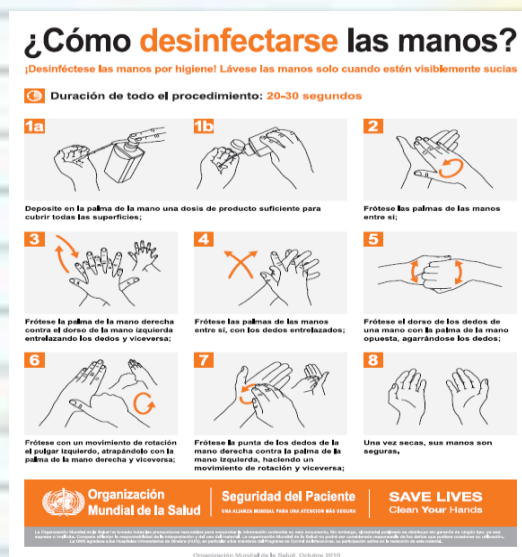 ¿Cómo desinfectarse las manos?
¡Desinféctese las manos por higiene! Lávese las manos solo cuando estén visiblemente sucias
Duración de todo el procedimiento: 20-30 segundos
1a
1b
2
Deposite en la palma de la mano una dosis de producto suficiente para
cubrir todas las superficies;
Frótese las palmas de las manos
entre sí;
3
4
5
Frótese la palma de la mano derecha
contra el dorso de la mano izquierda
entrelazando los dedos y viceversa;
Frótese las palmas de las manos
entre sí, con los dedos entrelazados;
Frótese el dorso de los dedos de
una mano con la palma de la mano
opuesta, agarrándose los dedos;
6
7
8
Frótese con un movimiento de rotación
el pulgar izquierdo, atrapándolo con la
palma de la mano derecha y viceversa;
Frótese la punta de los dedos de la
mano derecha contra la palma de la
mano izquierda, haciendo un
movimiento de rotación y viceversa;
Una vez secas, sus manos son
seguras.
Organización
Mundial de la Salud
Seguridad del Paciente
UNA ALIANZA MUNDIAL PARA UNA ATENCIÓN MÁS SEGURA
SAVE LIVES
Clean Your Hands
Organización Mundial de la Salud, Octubre 2010